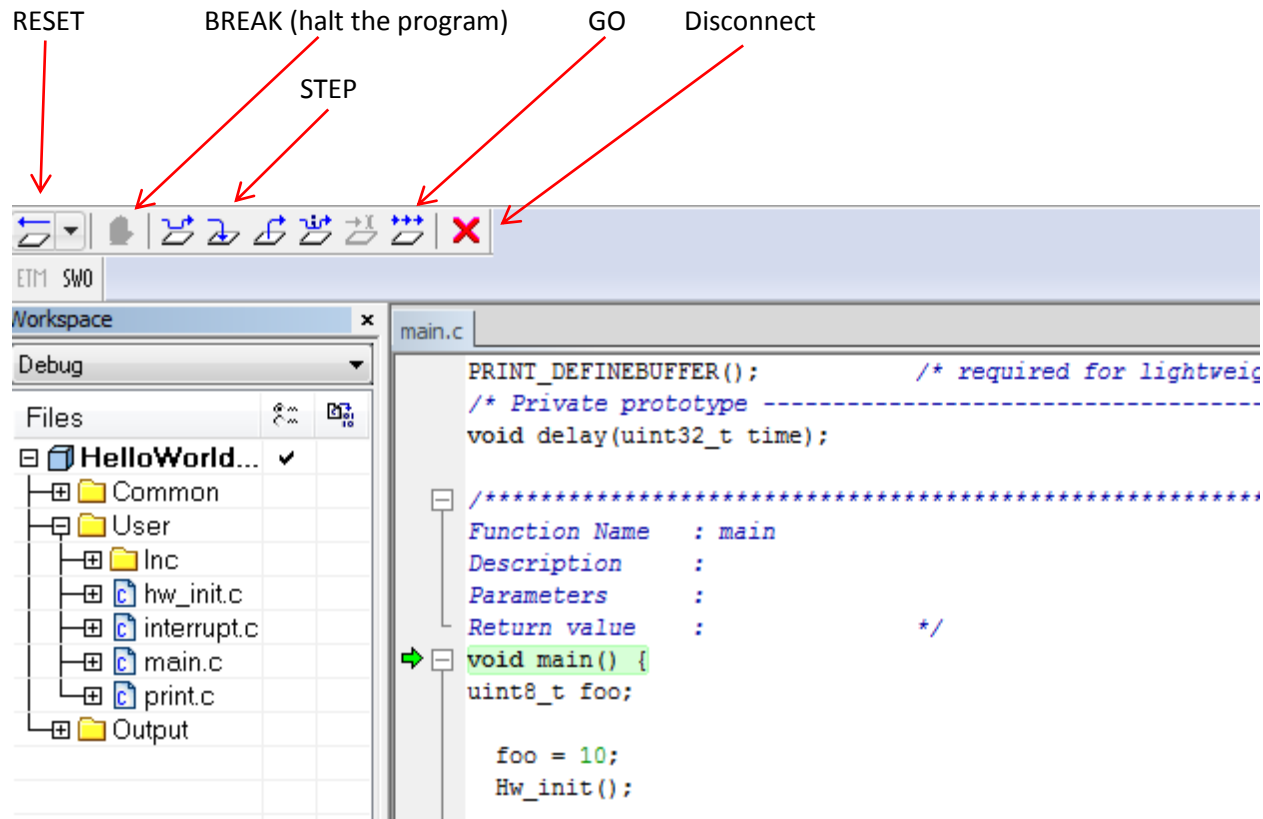 RESET BREAK (halt the program) GO Disconnect
STEP
ETM SWO
Workspace
Debug
Files
HelloWorld...
Common
User
Inc
hw_init.c
interrupt.c
main.c
print.c
Output
main.c
PRINT_DEFINEBUFFER(); /* required for lightweig
/* Private prototype -----------------------------------
void delay(uint32_t time);
/*******************************************************
Function Name : main
Description :
Parameters :
Return value : */
void main() {
uint8_t foo;
foo = 10;
Hw_init();